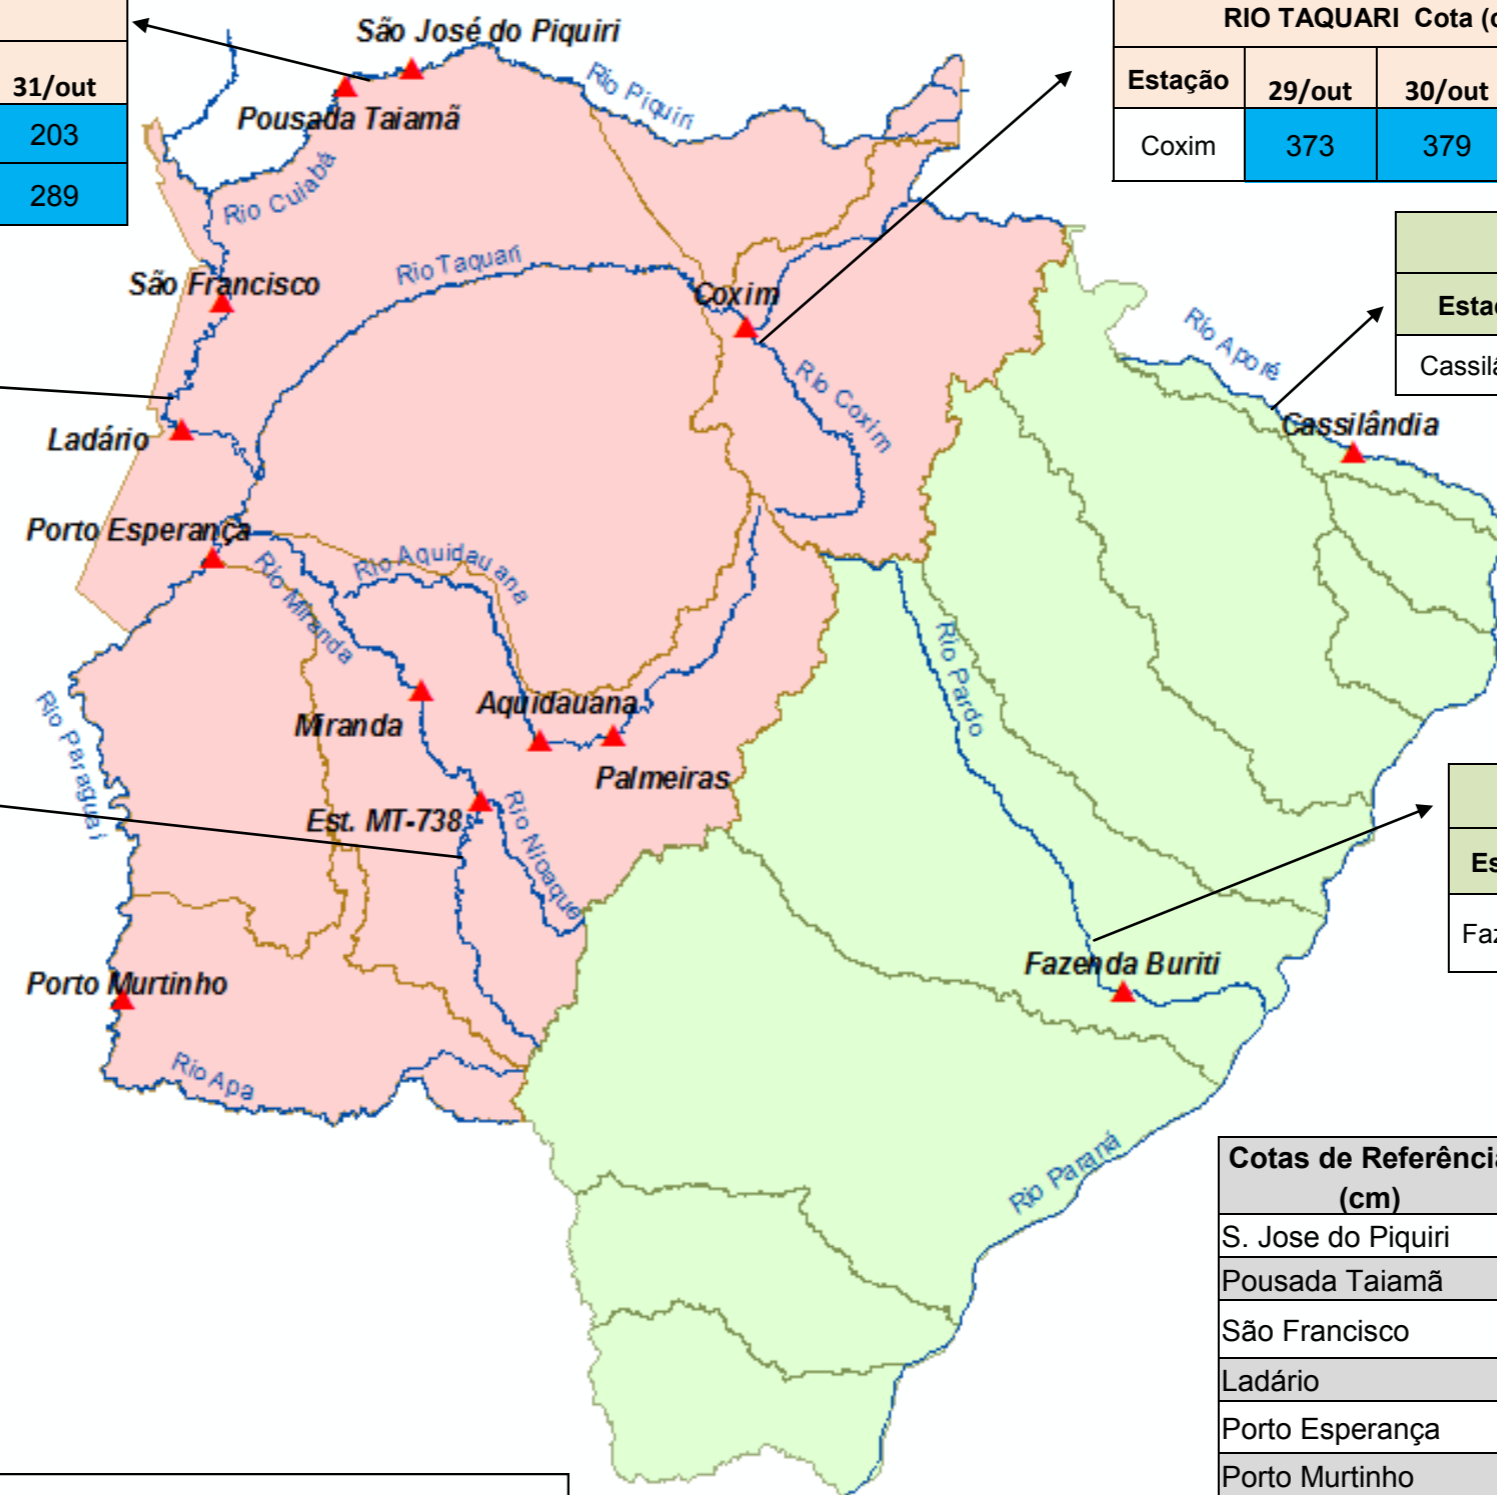 31/out
203
289
RIO TAQUARI Cota (c
Estação 29/out 30/out
Coxim 373 379
São José do Piquiri
Pousada Taiamã
Rio Piquiri
Rio Cuiabá
São Francisco
Rio Taquari
Coxim
Rio Coxim
Rio Aporé
Esta
Cassil
Cassilândia
Ladário
Porto Esperança
Rio Miranda
Rio Aquidauana
Rio Pardo
Rio Paraguai
Miranda
Aquidauana
Palmeiras
Est. MT-738
Rio Nioaque
Es
Faz
Fazenda Buriti
Porto Murtinho
Rio Apa
Rio Paraná
Cotas de Referência
(cm)
S. Jose do Piquiri
Pousada Taiamã
São Francisco
Ladário
Porto Esperança
Porto Murtinho